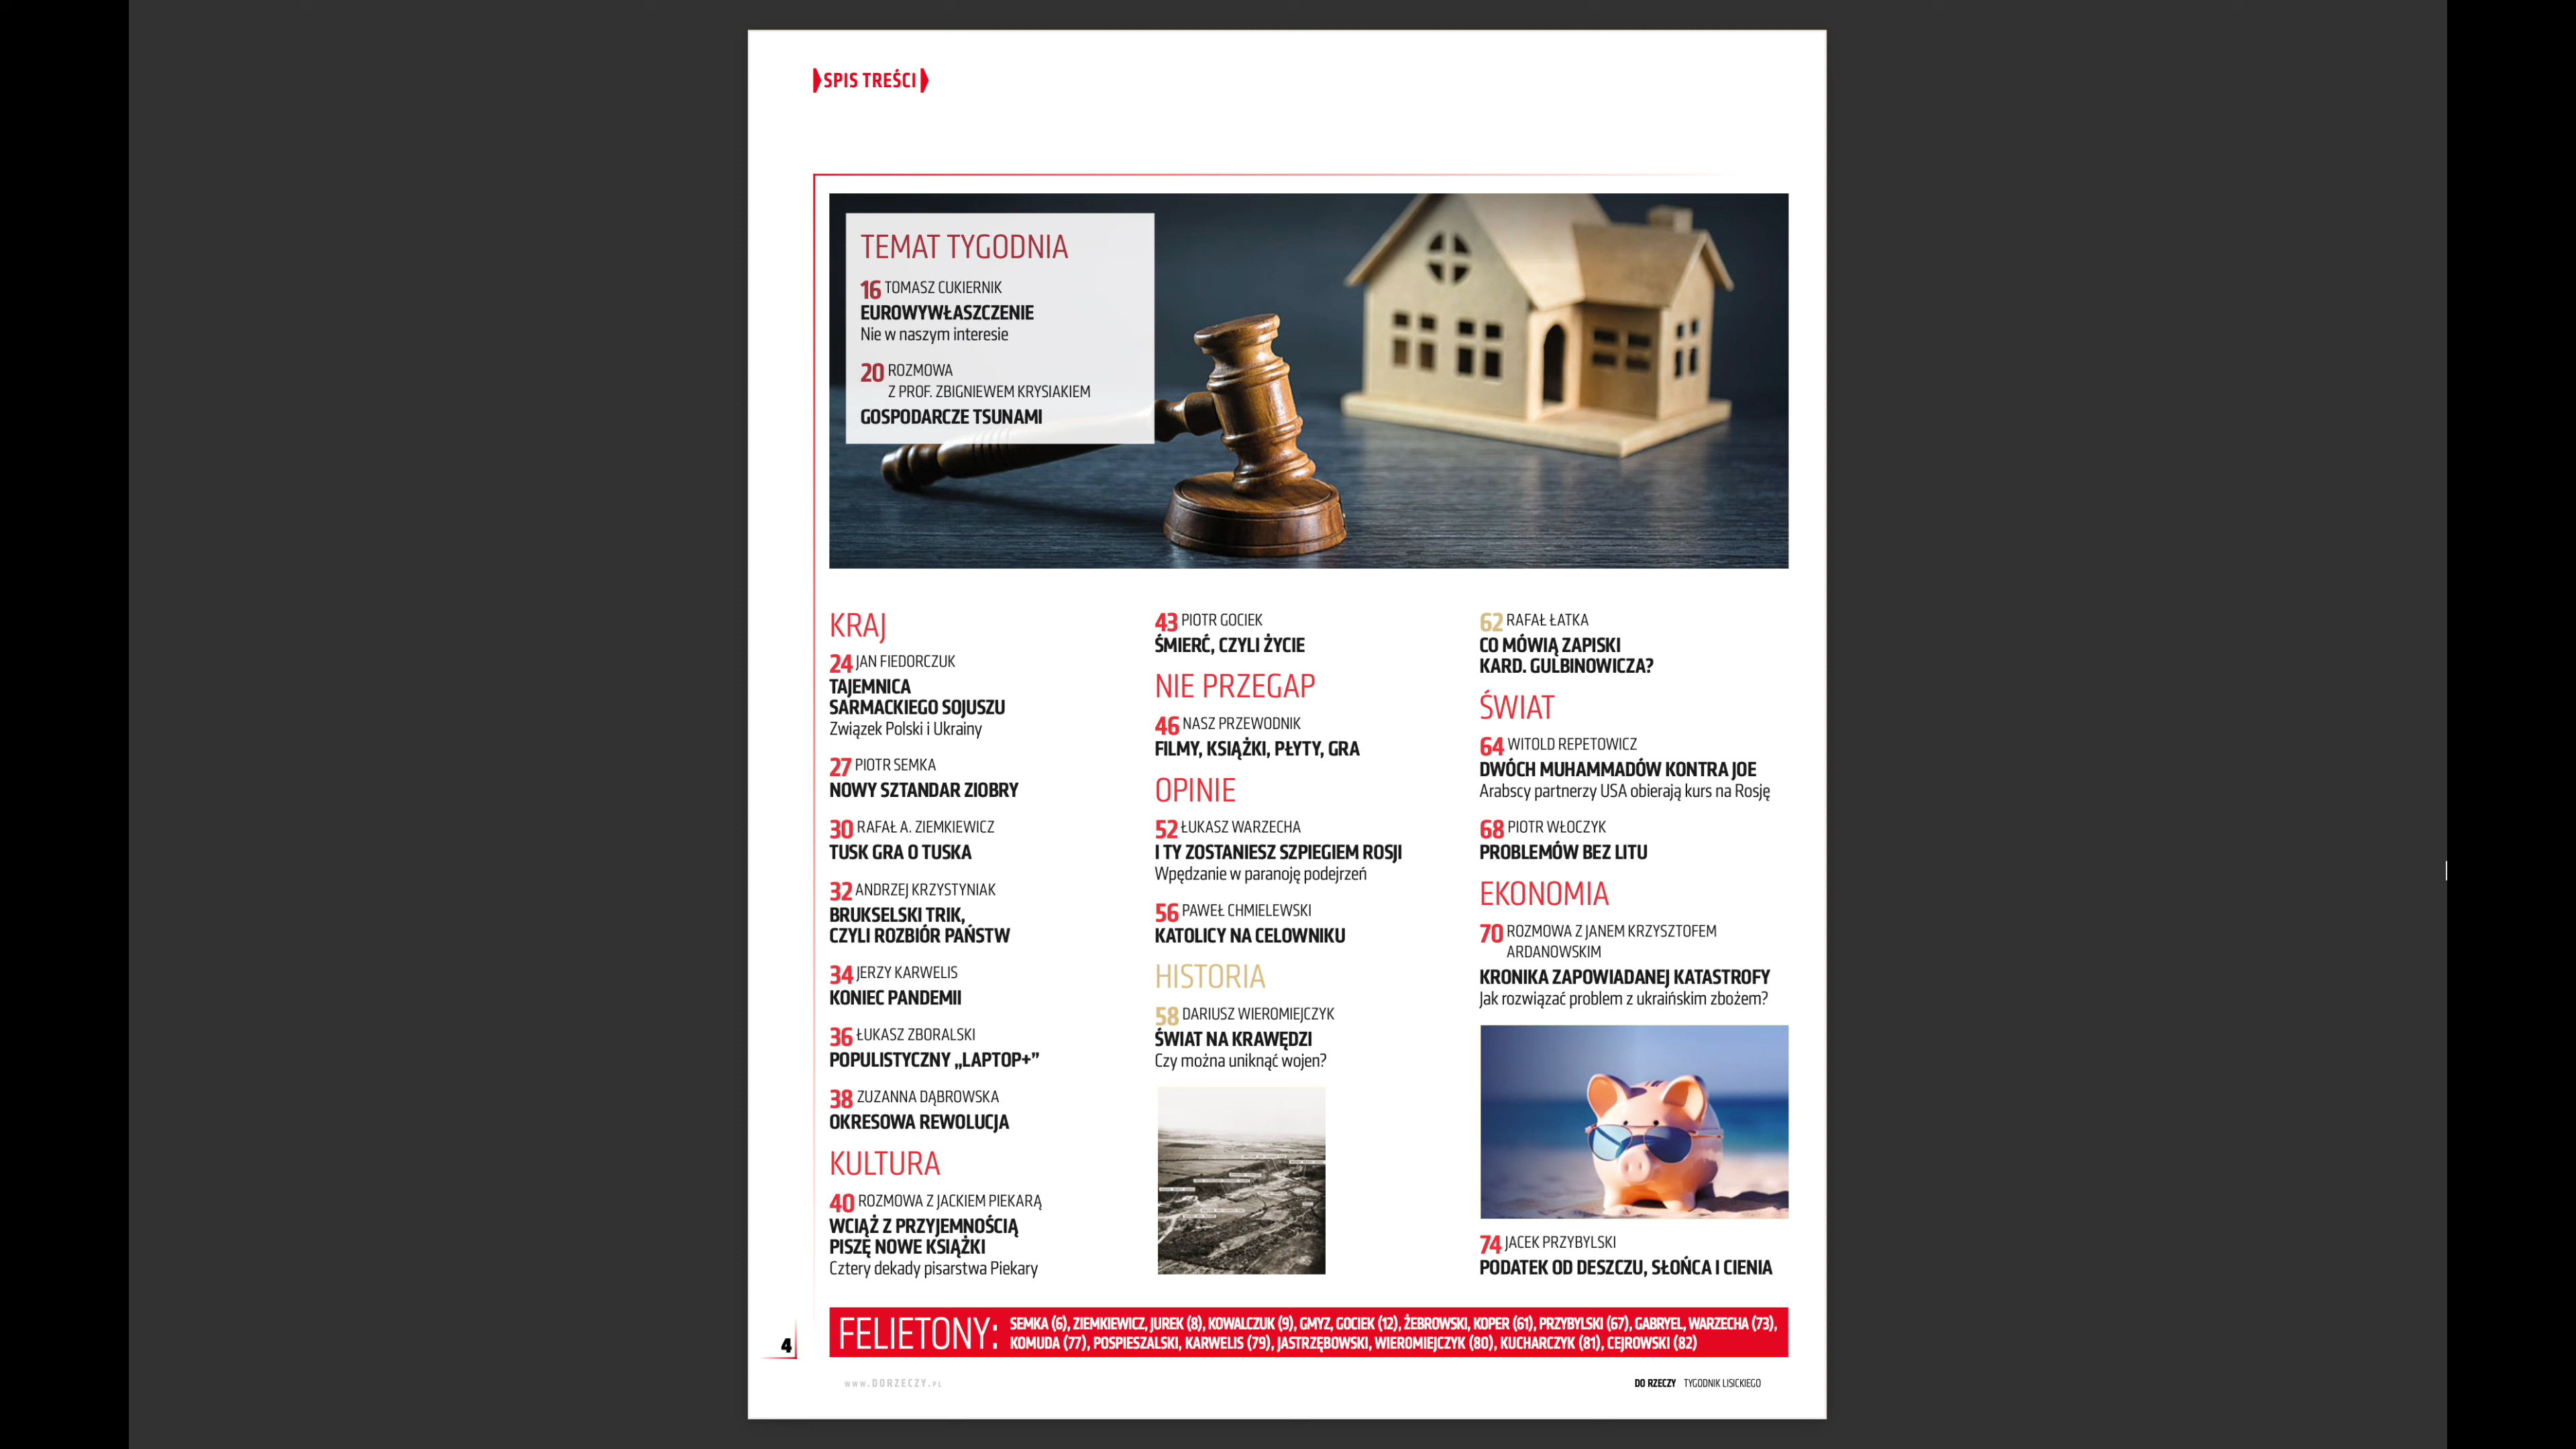 SPIS TREŚCI
TEMAT TYGODNIA
16 TOMASZ CUKIERNIK
EUROWYWŁASZCZENIE
Nie w naszym interesie
20 ROZMOWA
Z PROF. ZBIGNIEWEM KRYSIAKIEM
GOSPODARCZE TSUNAMI
KRAJ
24 JAN FIEDORCZUK
TAJEMNICA
SARMACKIEGO SOJUSZU
Związek Polski i Ukrainy
27 PIOTR SEMKA
NOWY SZTANDAR ZIOBRY
30 RAFAŁ A. ZIEMKIEWICZ
TUSK GRA O TUSKA
32 ANDRZEJ KRZYSTYNIAK
BRUKSELSKI TRIK,
CZYLI ROZBIÓR PAŃSTW
34 JERZY KARWELIS
KONIEC PANDEMII
36 ŁUKASZ ZBORALSKI
POPULISTYCZNY „LAPTOP+”
38 ZUZANNA DĄBROWSKA
OKRESOWA REWOLUCJA
KULTURA
40 ROZMOWA Z JACKIEM PIEKARĄ
WCIĄŻ Z PRZYJEMNOŚCIĄ
PISZĘ NOWE KSIĄŻKI
Cztery dekady pisarstwa Piekary
43 PIOTR GOCIEK
ŚMIERĆ, CZYLI ŻYCIE
NIE PRZEGAP
46 NASZ PRZEWODNIK
FILMY, KSIĄŻKI, PŁYTY, GRA
OPINIE
52 ŁUKASZ WARZECHA
I TY ZOSTANIESZ SZPIEGIEM ROSJI
Wpędzanie w paranoję podejrzeń
56 PAWEŁ CHMIELEWSKI
KATOLICY NA CELOWNIKU
HISTORIA
58 DARIUSZ WIEROMIEJCZYK
ŚWIAT NA KRAWĘDZI
Czy można uniknąć wojen?
62 RAFAŁ ŁATKA
CO MÓWIĄ ZAPISKI
KARD. GULBINOWICZA?
ŚWIAT
64 WITOLD REPETOWICZ
DWÓCH MUHAMMADÓW KONTRA JOE
Arabscy partnerzy USA obierają kurs na Rosję
68 PIOTR WŁOCZYK
PROBLEMÓW BEZ LITU
EKONOMIA
70 ROZMOWA Z JANEM KRZYSZTOFEM
ARDANOWSKIM
KRONIKA ZAPOWIADANEJ KATASTROFY
Jak rozwiązać problem z ukraińskim zbożem?
74 JACEK PRZYBYLSKI
PODATEK OD DESZCZU, SŁOŃCA I CIENIA
FELIETONY: SEMKA (6), ZIEMKIEWICZ, JUREK (8), KOWALCZUK (9), GMYZ, GOCIEK (12), ŻEBROWSKI, KOPER (61), PRZYBYLSKI (67), GABRYEL, WARZECHA (73),
KOMUDA (77), POSPIESZALSKI, KARWELIS (79), JASTRZĘBOWSKI, WIEROMIEJCZYK (80), KUCHARCZYK (81), CEJROWSKI (82)
4
WWW.DORZECZY.PL
DO RZECZY TYGODNIK LISICKIEGO